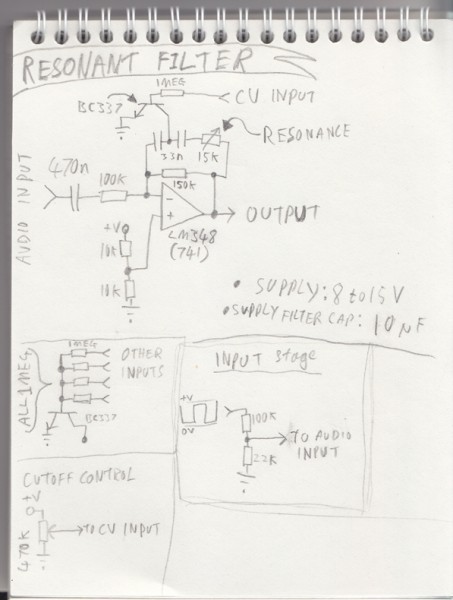 RESONANT FILTER
1MEG
BC337
CV INPUT
RESONANCE
33n
15K
470n
100K
150K
AUDIO INPUT
-
+
OUTPUT
LM348
(741)
+V
10K
10K
• SUPPLY: 8 to 15 V
• SUPPLY FILTER CAP: 10µF
1MEG
OTHER
INPUTS
ALL 1MEG
BC337
INPUT Stage
+V
0V
100K
TO AUDIO
INPUT
22K
CUTOFF CONTROL
+V
470K
TO CV INPUT